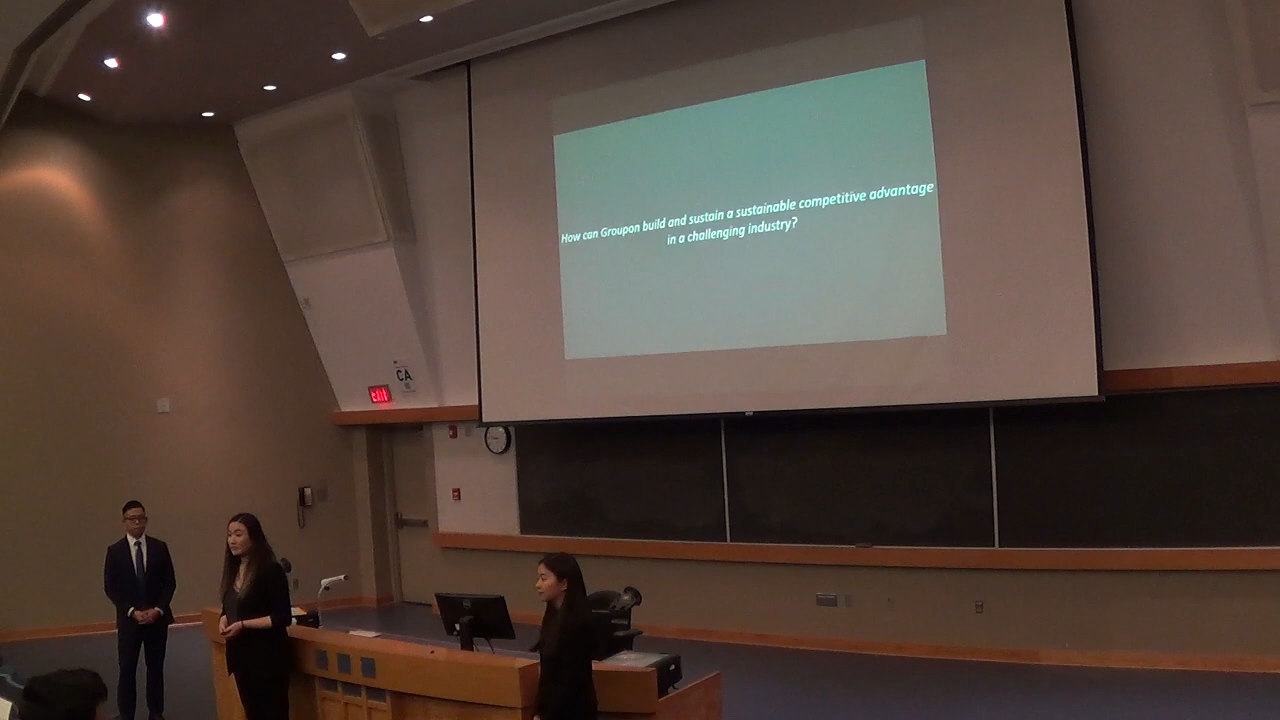 How can Groupon build and sustain a sustainable competitive advantage
in a challenging industry?
CA
EXIT